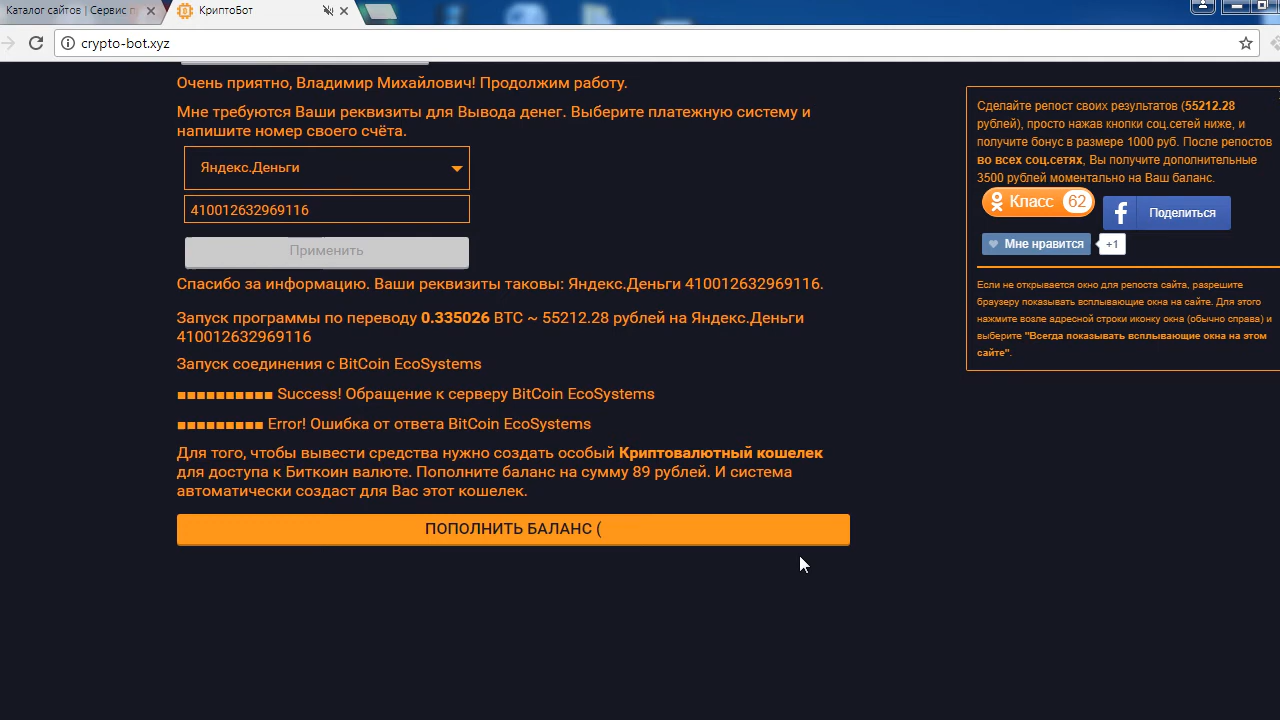 Каталог сайтов | Сервис п
КриптоБот
crypto-bot.xyz
Очень приятно, Владимир Михайлович! Продолжим работу.
Мне требуются Ваши реквизиты для Вывода денег. Выберите платежную систему и
напишите номер своего счёта.
Яндекс.Деньги
410012632969116
Применить
Спасибо за информацию. Ваши реквизиты таковы: Яндекс.Деньги 410012632969116.
Запуск программы по переводу 0.335026 BTC ~ 55212.28 рублей на Яндекс.Деньги
410012632969116
Запуск соединения с BitCoin EcoSystems
■■■■■■■■■■ Success! Обращение к серверу BitCoin EcoSystems
■■■■■■■■■ Error! Ошибка от ответа BitCoin EcoSystems
Для того, чтобы вывести средства нужно создать особый Криптовалютный кошелек
для доступа к Биткоин валюте. Пополните баланс на сумму 89 рублей. И система
автоматически создаст для Вас этот кошелек.
ПОПОЛНИТЬ БАЛАНС (
Сделайте репост своих результатов (55212.28
рублей), просто нажав кнопки соц.сетей ниже, и
получите бонус в размере 1000 руб. После репостов
во всех соц.сетях, Вы получите дополнительные
3500 рублей моментально на Ваш баланс.
Класс 62
Поделиться
Мне нравится +1
Если не открывается окно для репоста сайта, разрешите
браузеру показывать всплывающие окна на сайте. Для этого
нажмите возле адресной строки иконку окна (обычно справа) и
выберите "Всегда показывать всплывающие окна на этом
сайте".